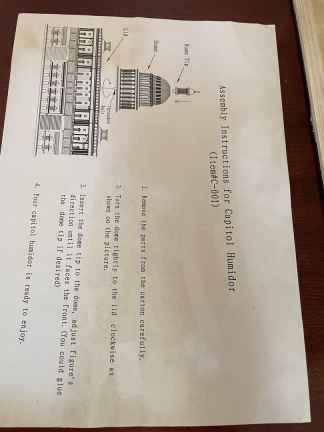 Assembly Instructions for Capitol Humidor
(Item#C-001)
Dome Tip
Dome
Lid
1. Remove the parts from the carton carefully.
2. Turn the dome tightly to the lid clockwise as
shown on the picture.
3. Insert the dome tip to the dome, adjust figure's
direction until it faces the front. (You could glue
the dome tip if desired)
4. Your capitol humidor is ready to enjoy.